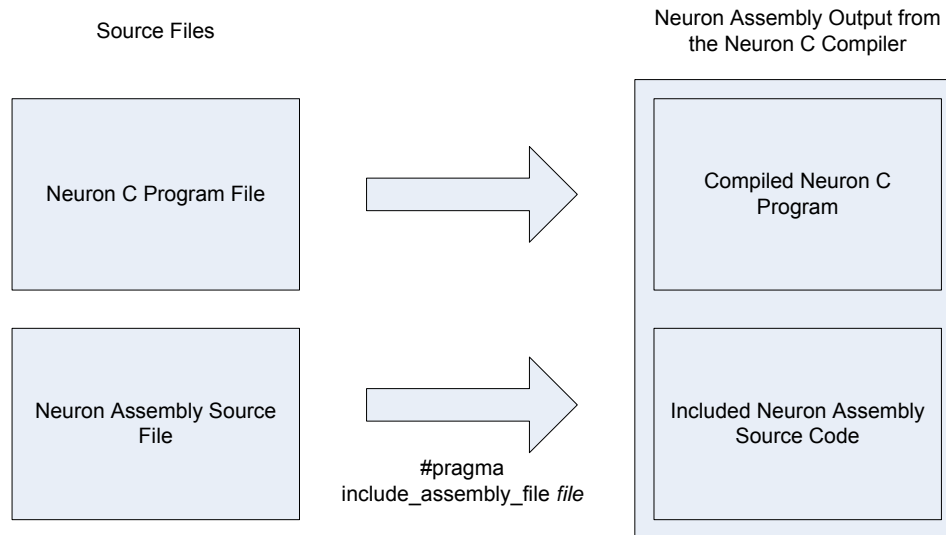 Source Files
Neuron Assembly Output from
the Neuron C Compiler
Neuron C Program File
Compiled Neuron C
Program
Neuron Assembly Source
File
#pragma
include_assembly_file file
Included Neuron Assembly
Source Code